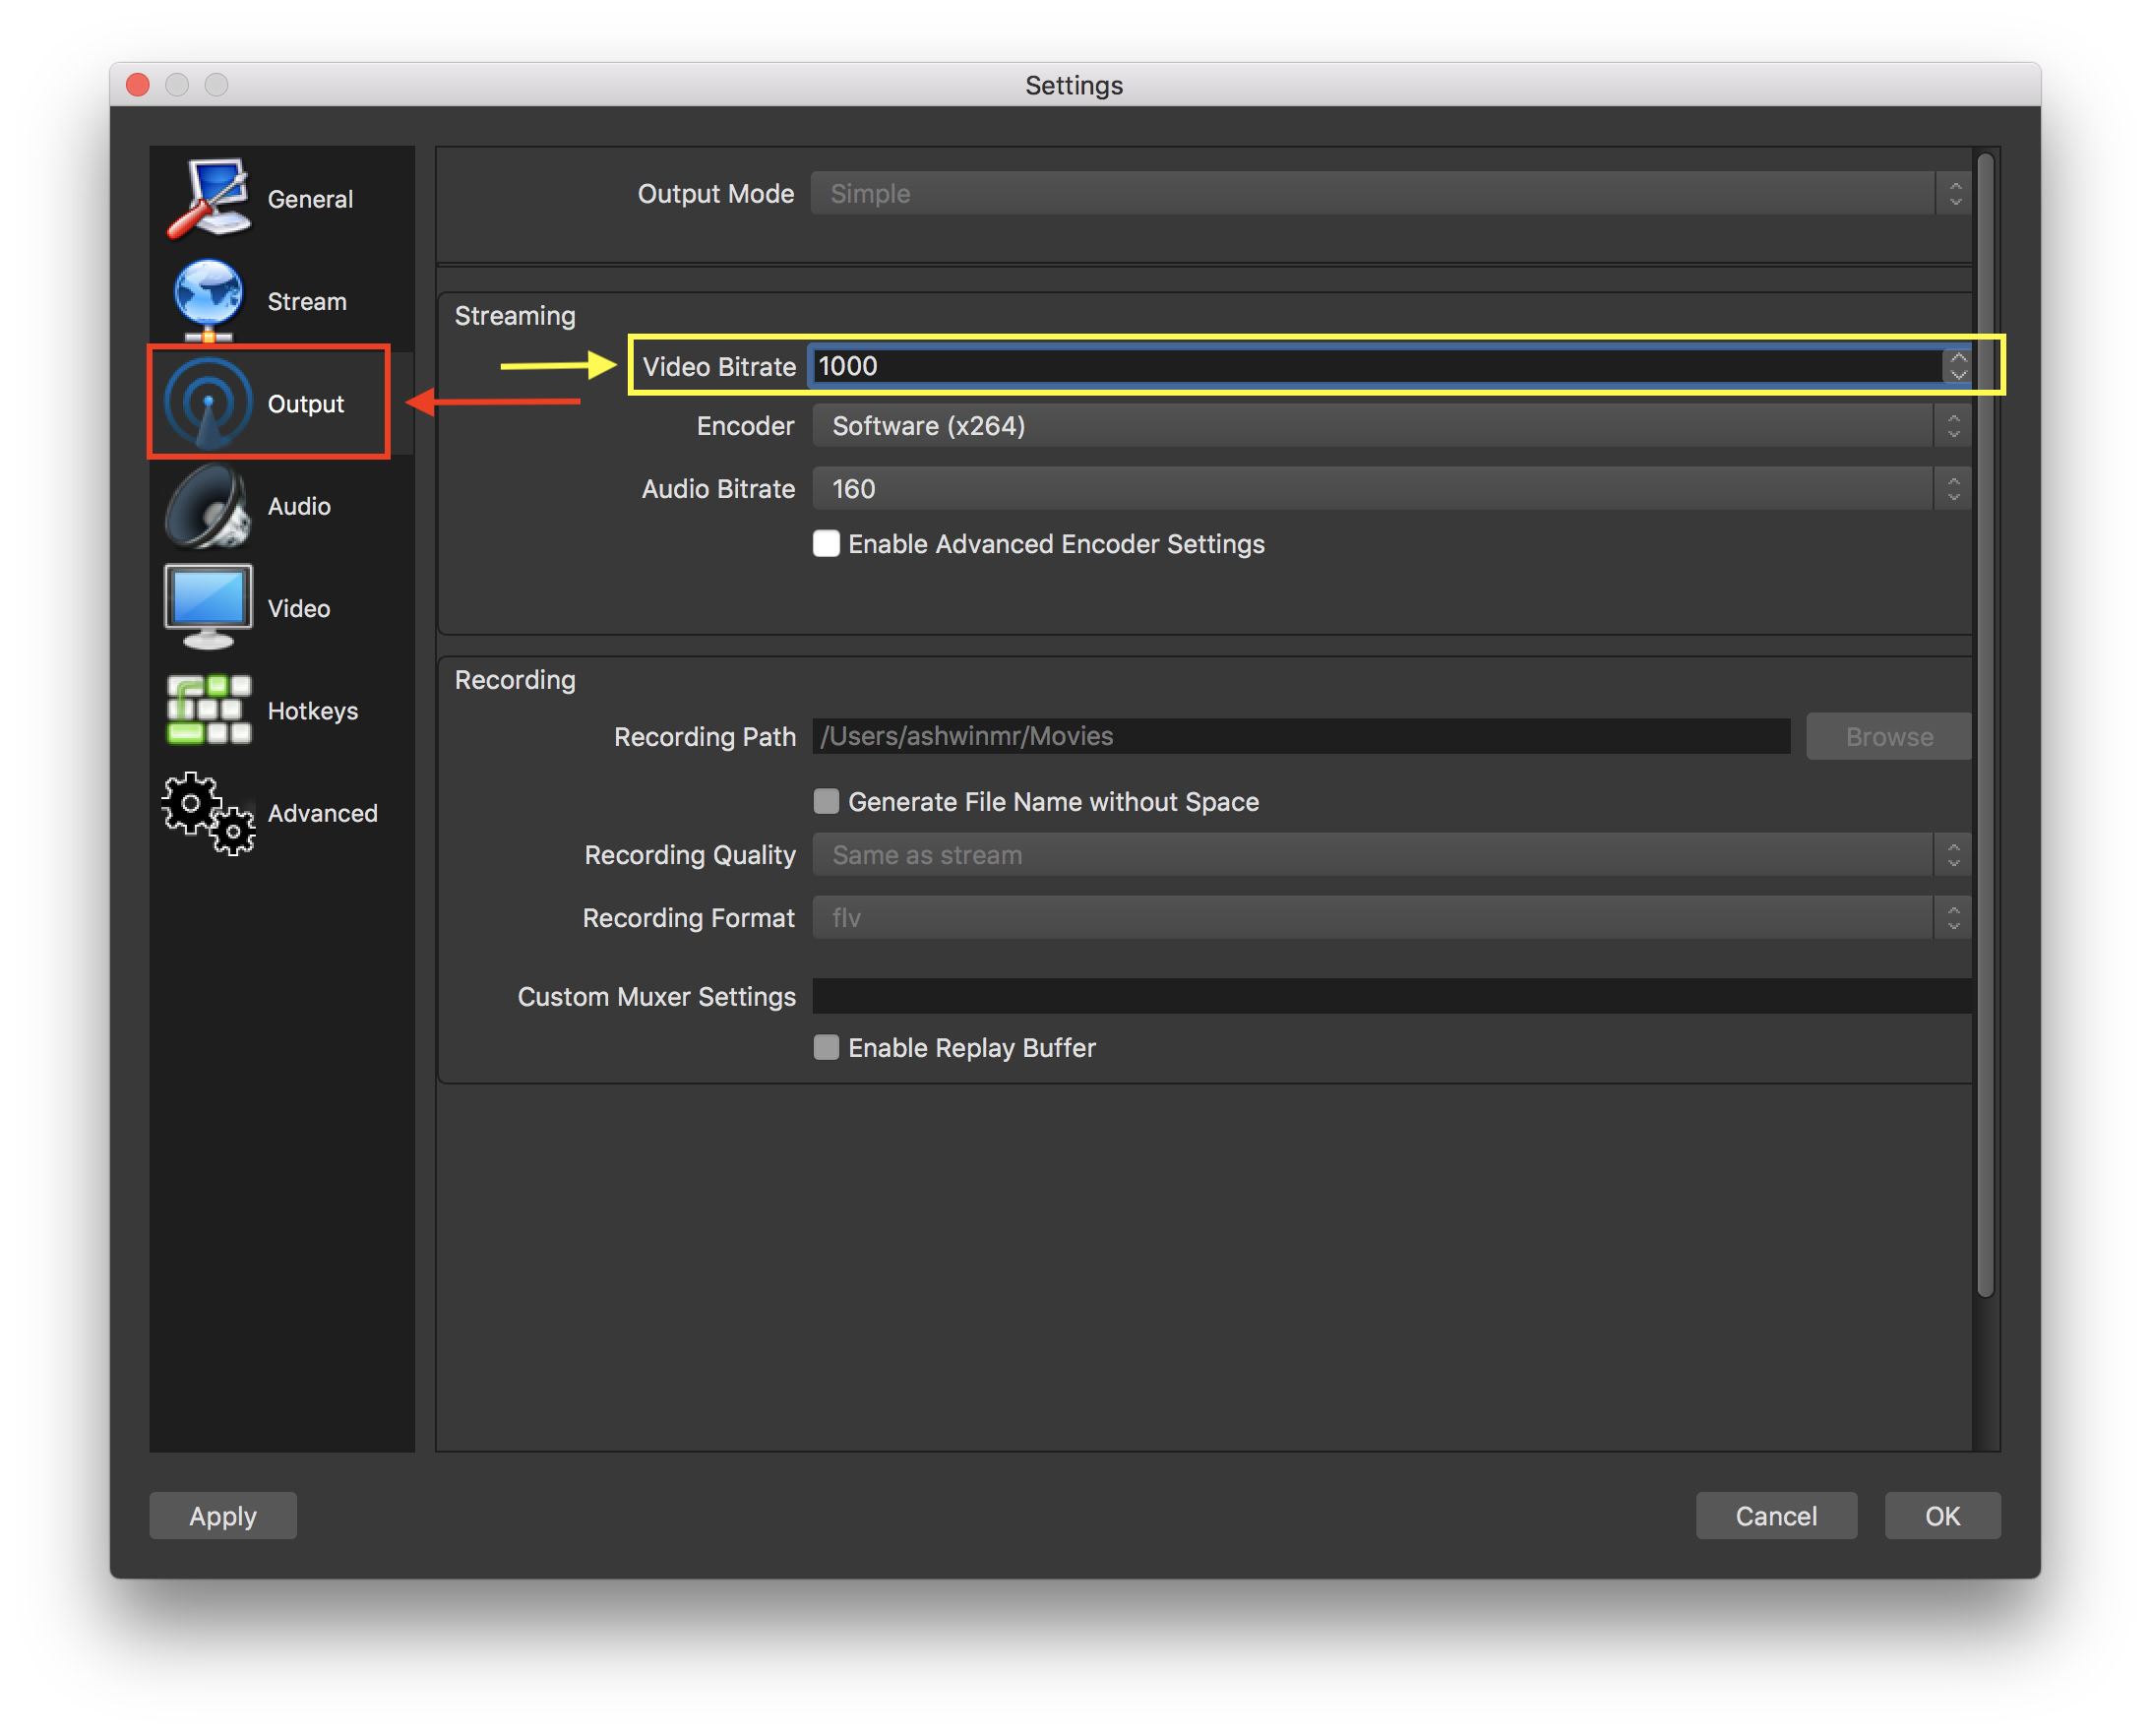 Settings
General
Stream
Output
Audio
Video
Hotkeys
Advanced
Output Mode Simple
Streaming
Video Bitrate 1000
Encoder Software (x264)
Audio Bitrate 160
Enable Advanced Encoder Settings
Recording
Recording Path /Users/ashwinmr/Movies Browse
Generate File Name without Space
Recording Quality Same as stream
Recording Format flv
Custom Muxer Settings
Enable Replay Buffer
Apply Cancel OK